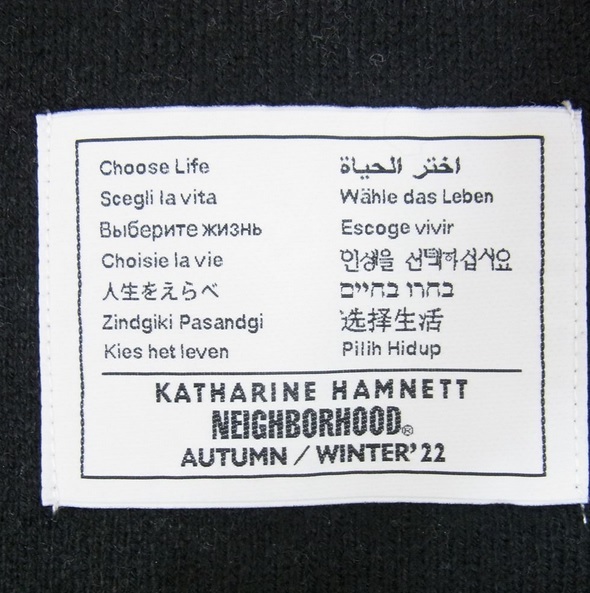 Choose Life
Scegli la vita
Выберите жизнь
Choisie la vie
人生をえらべ
Zindgiki Pasandgi
Kies het leven
اختر الحياة
Wähle das Leben
Escoge vivir
인생을 선택하십시요
בחרו בחיים
选择生活
Pilih Hidup
KATHARINE HAMNETT
NEIGHBORHOOD®
AUTUMN / WINTER' 22